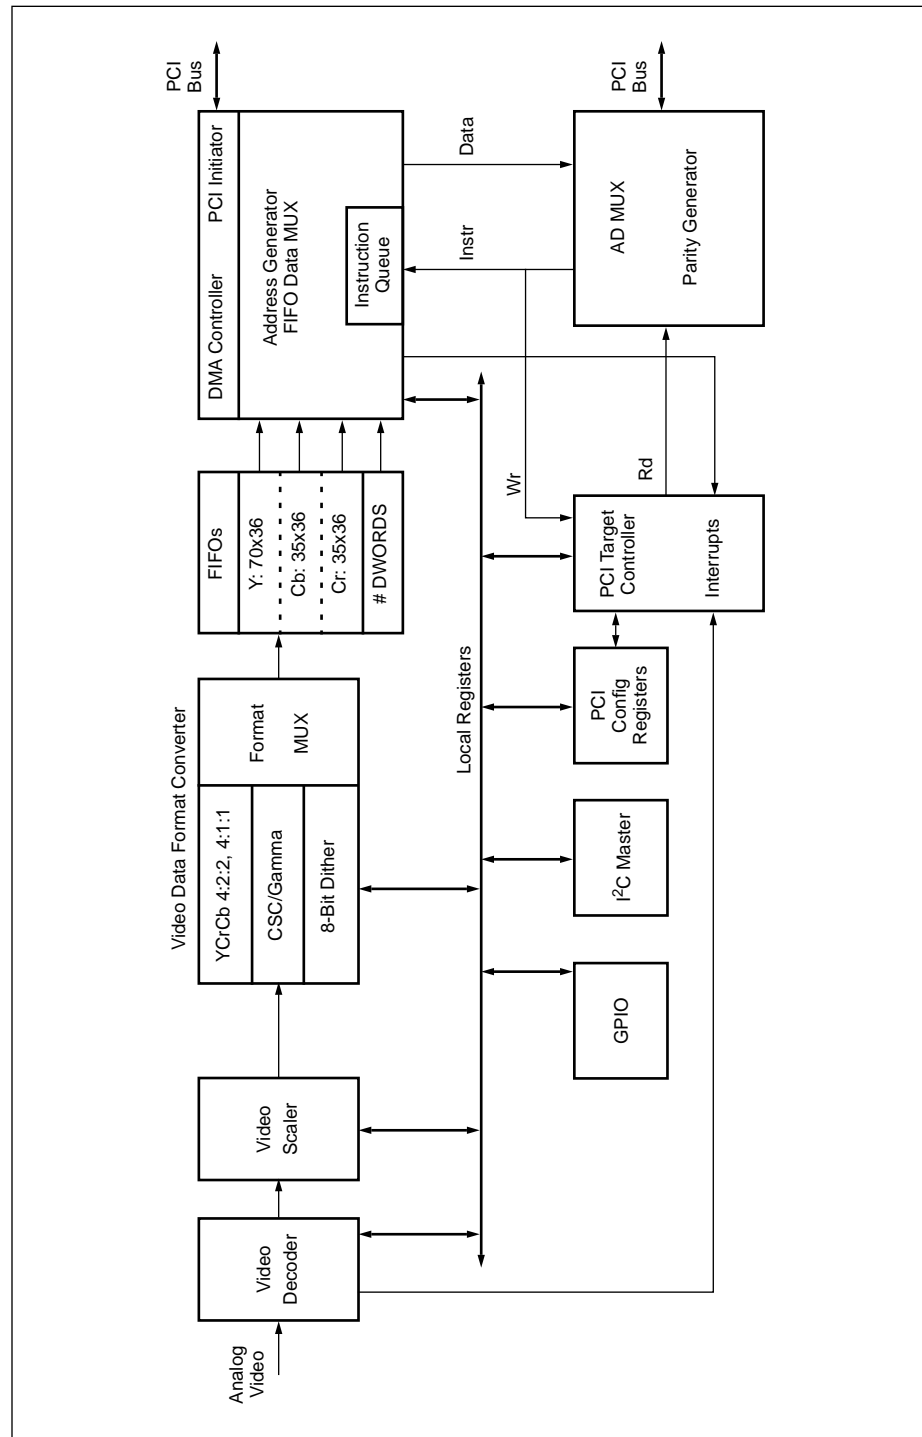 Analog
Video
Video
Decoder
Video
Scaler
Video Data Format Converter
YCrCb 4:2:2, 4:1:1
CSC/Gamma
8-Bit Dither
Format
MUX
FIFOs
Y: 70x36
Cb: 35x36
Cr: 35x36
# DWORDS
DMA Controller
PCI Initiator
Address Generator
FIFO Data MUX
Instruction
Queue
PCI
Bus
Local Registers
Wr
Instr
Data
GPIO
I²C Master
PCI
Config
Registers
PCI Target
Controller
Interrupts
Rd
AD MUX
Parity Generator
PCI
Bus